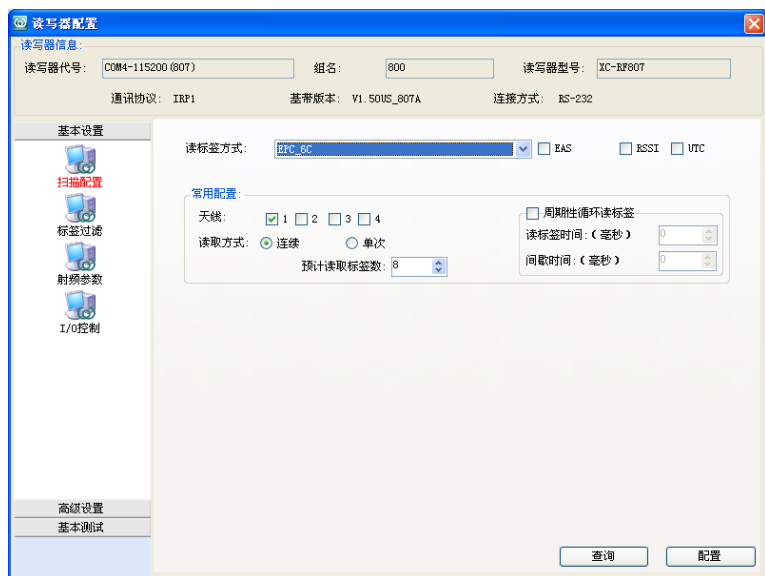 读写器配置
读写器信息:
读写器代号: COM4-115200(807) 组名: 800 读写器型号: XC-RF807
通讯协议: IRP1 基带版本: V1.50US_807A 连接方式: RS-232
基本设置
扫描配置
标签过滤
射频参数
I/O控制
高级设置
基本测试
读标签方式: EPC_6C EAS RSSI UTC
常用配置:
天线: 1 2 3 4
读取方式: 连续 单次
预计读取标签数: 8
周期性循环读标签
读标签时间:(毫秒) 0
间歇时间:(毫秒) 0
查询 配置